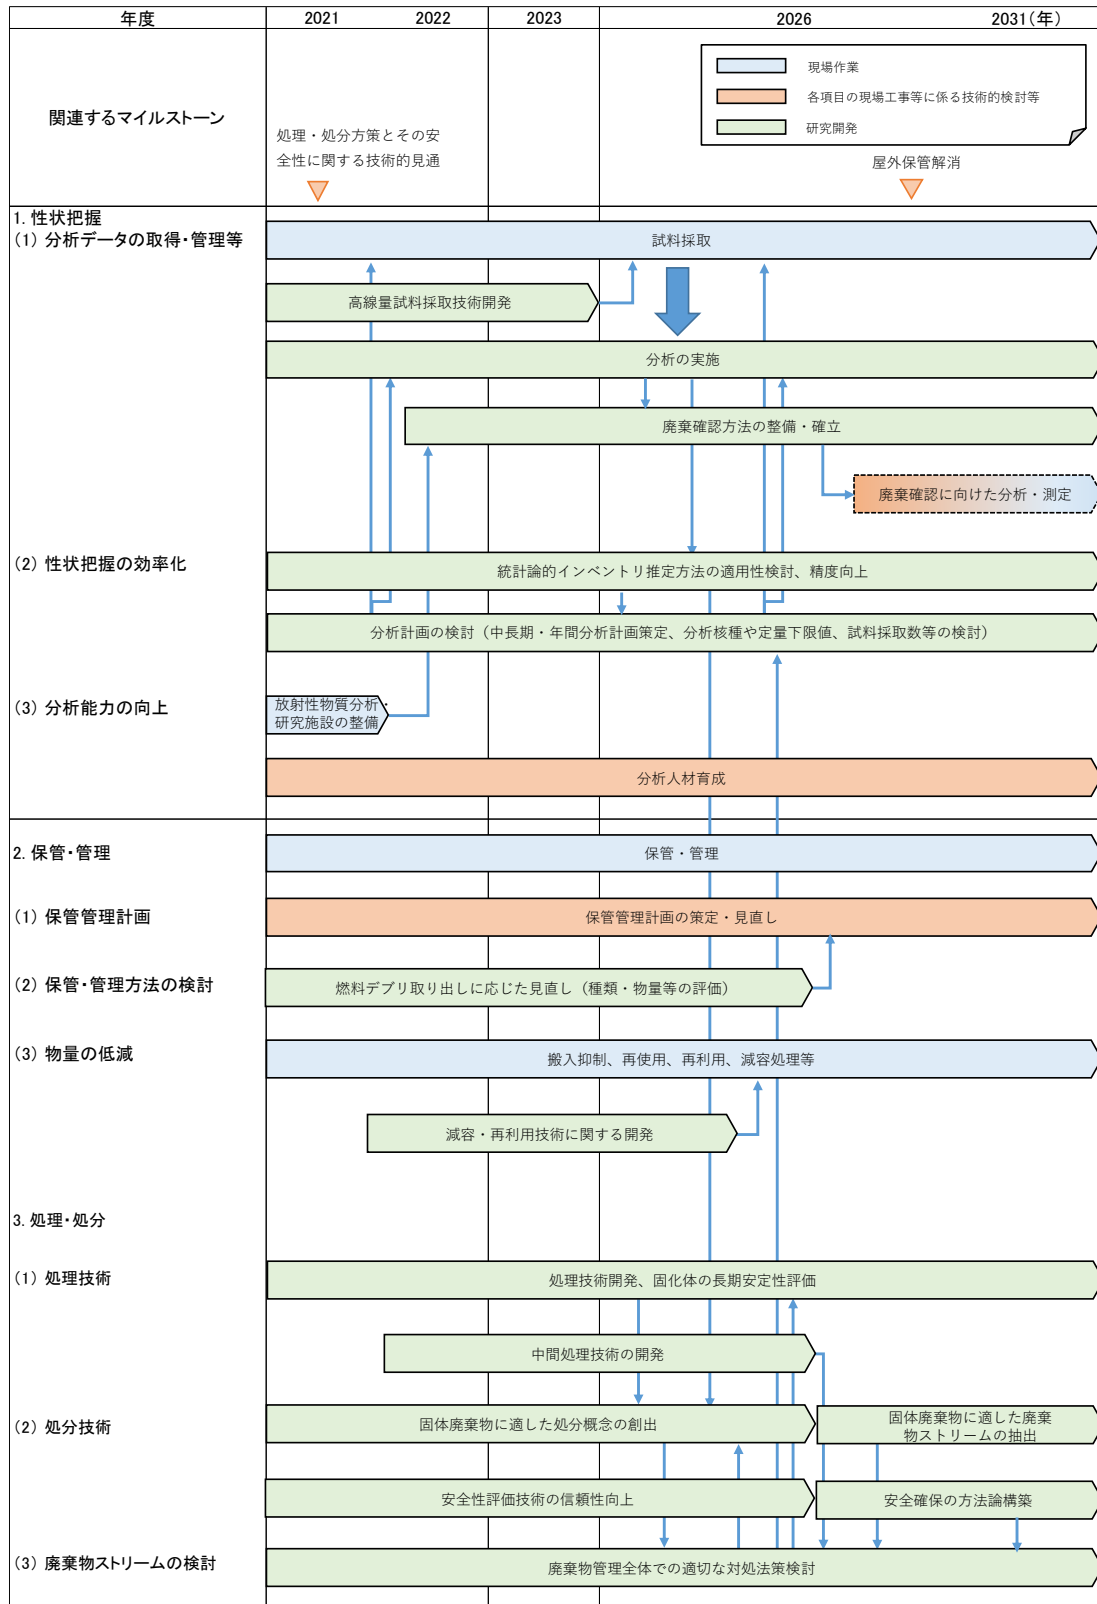 年度 2021 2022 2023 2026 2031(年)
現場作業
各項目の現場工事等に係る技術的検討等
研究開発
関連するマイルストーン
処理・処分方策とその安
全性に関する技術的見通
屋外保管解消
1. 性状把握
(1) 分析データの取得・管理等
試料採取
高線量試料採取技術開発
分析の実施
廃棄確認方法の整備・確立
廃棄確認に向けた分析・測定
(2) 性状把握の効率化
統計論的インベントリ推定方法の適用性検討、精度向上
分析計画の検討（中長期・年間分析計画策定、分析核種や定量下限値、試料採取数等の検討）
(3) 分析能力の向上
放射性物質分析・
研究施設の整備
分析人材育成
2. 保管・管理
保管・管理
(1) 保管管理計画
保管管理計画の策定・見直し
(2) 保管・管理方法の検討
燃料デブリ取り出しに応じた見直し（種類・物量等の評価）
(3) 物量の低減
搬入抑制、再使用、再利用、減容処理等
減容・再利用技術に関する開発
3. 処理・処分
(1) 処理技術
処理技術開発、固化体の長期安定性評価
中間処理技術の開発
(2) 処分技術
固体廃棄物に適した処分概念の創出
固体廃棄物に適した廃棄
物ストリームの抽出
安全性評価技術の信頼性向上
安全確保の方法論構築
(3) 廃棄物ストリームの検討
廃棄物管理全体での適切な対処法策検討